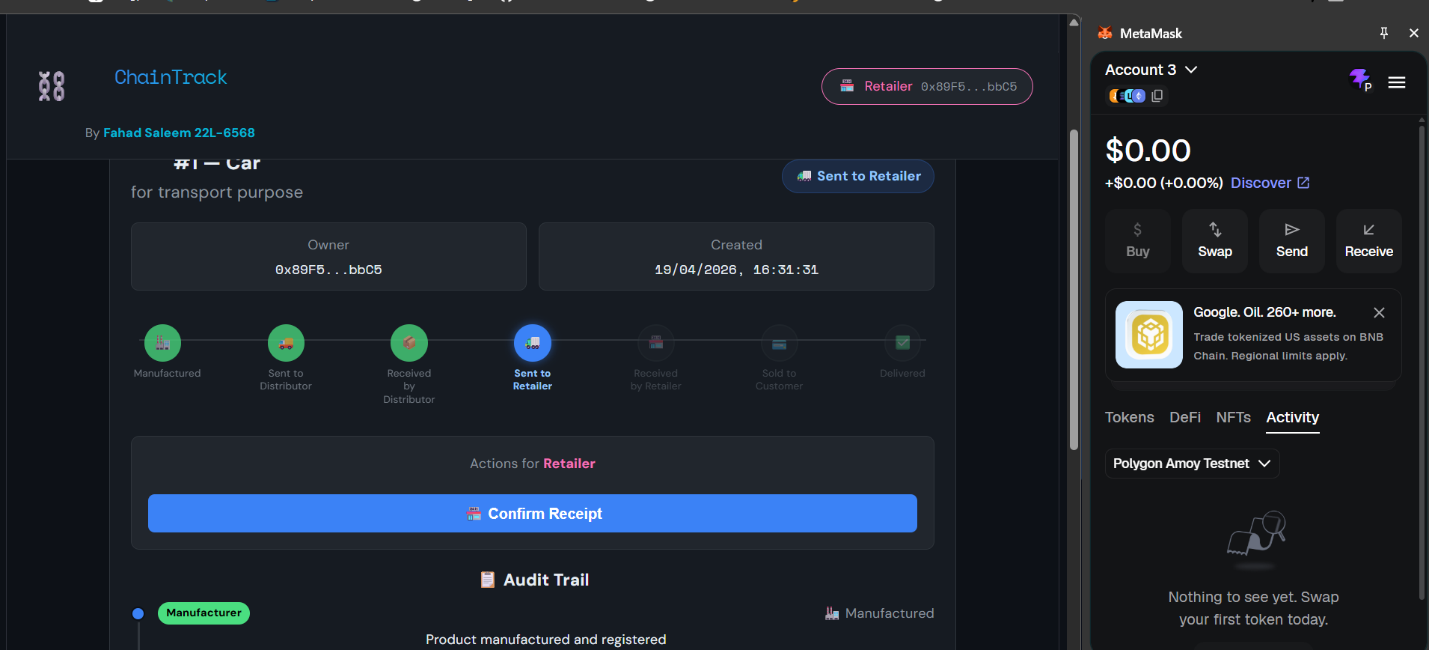 ChainTrack
By Fahad Saleem 22L-6568
Retailer 0x89F5...bbC5
#1 — Car
for transport purpose
Sent to Retailer
Owner
0x89F5...bbC5
Created
19/04/2026, 16:31:31
Manufactured
Sent to
Distributor
Received
by
Distributor
Sent to
Retailer
Received
by Retailer
Sold to
Customer
Delivered
Actions for Retailer
Confirm Receipt
Audit Trail
Manufacturer
Manufactured
Product manufactured and registered
MetaMask
Account 3
P
$0.00
+$0.00 (+0.00%) Discover
$
Buy
Swap
Send
Receive
Google. Oil. 260+ more.
Trade tokenized US assets on BNB
Chain. Regional limits apply.
Tokens DeFi NFTs Activity
Polygon Amoy Testnet
Nothing to see yet. Swap
your first token today.